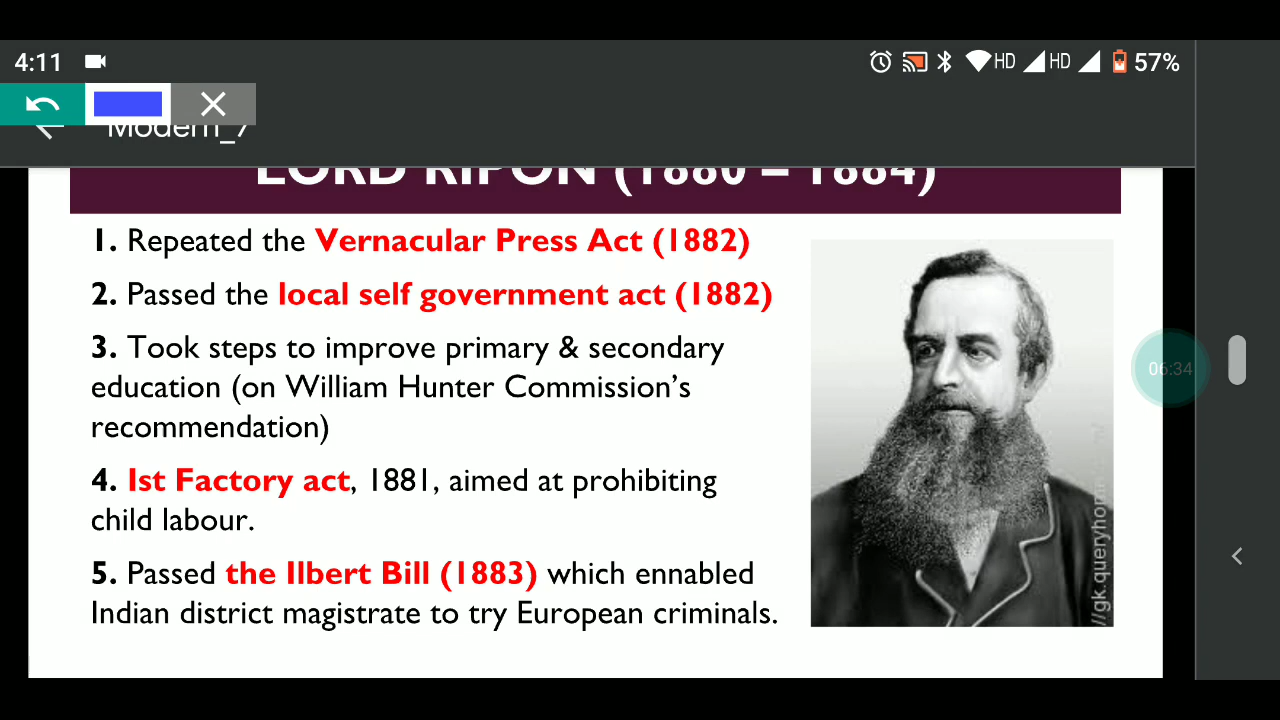 4:11
HD
HD
57%
Modern_7
LORD RIPON (1880 – 1884)
1. Repeated the Vernacular Press Act (1882)
2. Passed the local self government act (1882)
3. Took steps to improve primary & secondary
education (on William Hunter Commission's
recommendation)
4. Ist Factory act, 1881, aimed at prohibiting
child labour.
5. Passed the Ilbert Bill (1883) which ennabled
Indian district magistrate to try European criminals.
06:34